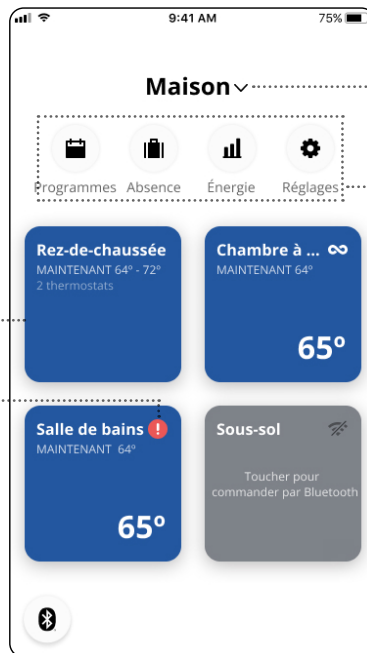 9:41 AM
75%
Maison
Programmes Absence Énergie Réglages
Rez-de-chaussée
MAINTENANT 64º - 72º
2 thermostats
Chambre à ...
MAINTENANT 64º
65º
Salle de bains
MAINTENANT 64º
65º
Sous-sol
Toucher pour
commander par Bluetooth